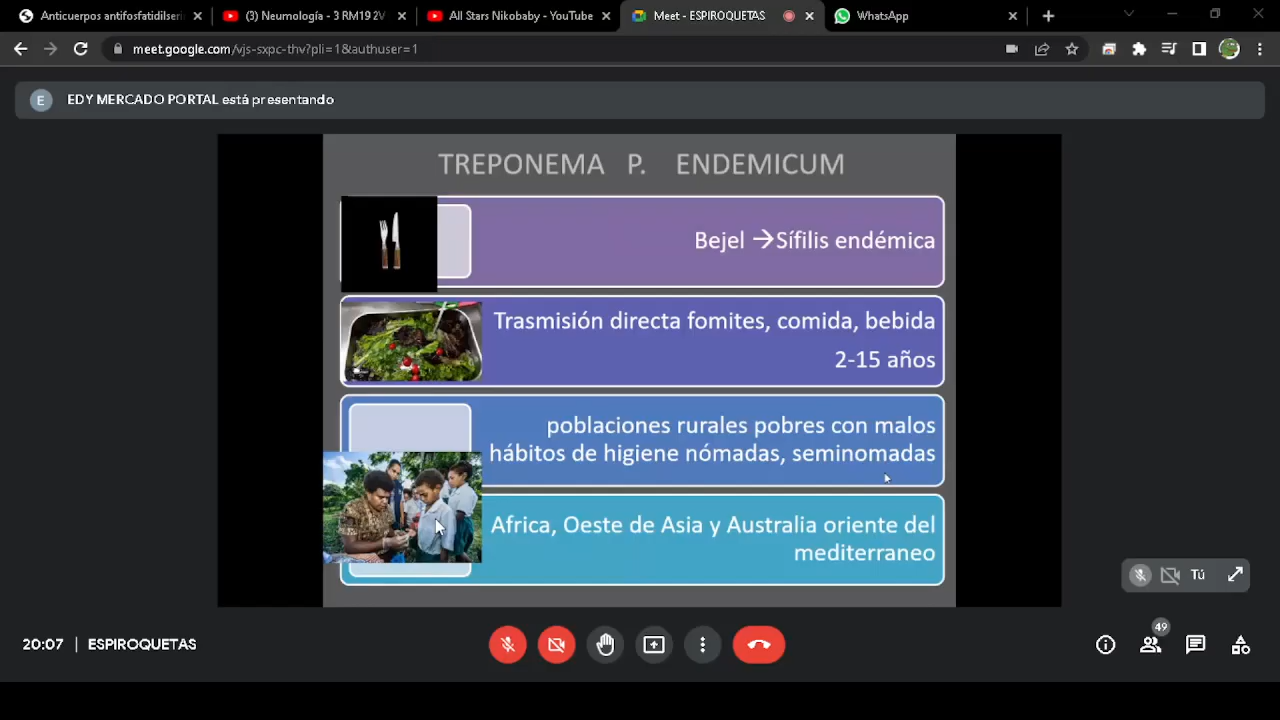 Anticuerpos antifosfatidilseri
(3) Neumología - 3 RM19 2V
All Stars Nikobaby - YouTube
Meet - ESPIROQUETAS
WhatsApp
meet.google.com/vjs-sxpc-thv?pli=1&authuser=1
E
EDY MERCADO PORTAL está presentando
TREPONEMA P. ENDEMICUM
Bejel →Sífilis endémica
Trasmisión directa fomites, comida, bebida
2-15 años
poblaciones rurales pobres con malos
hábitos de higiene nómadas, seminomadas
Africa, Oeste de Asia y Australia oriente del
mediterraneo
Tú
20:07 | ESPIROQUETAS
49